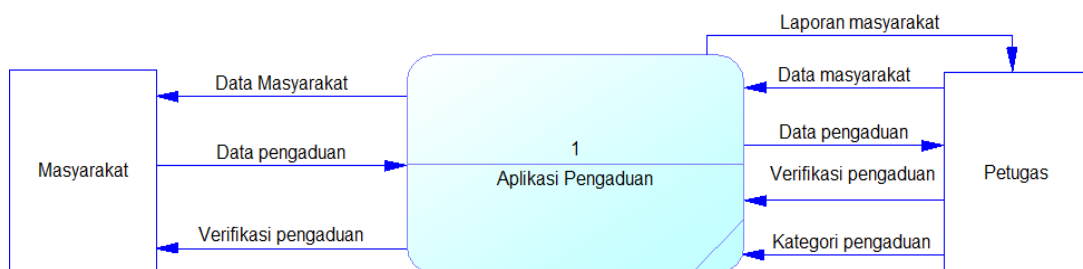 Laporan masyarakat
Data Masyarakat
Data masyarakat
Masyarakat
Data pengaduan
1
Aplikasi Pengaduan
Data pengaduan
Petugas
Verifikasi pengaduan
Verifikasi pengaduan
Kategori pengaduan